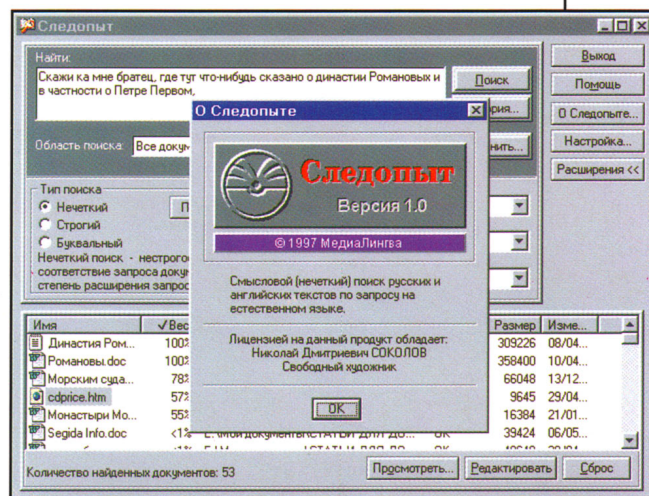 Следопыт
Найти:
Скажи ка мне братец, где тут что-нибудь сказано о династии Романовых и
в частности о Петре Первом,
Поиск
Область поиска:
Все докум
Тип поиска
Нечеткий
Строгий
Буквальный
Нечеткий поиск - нестрогое
соответствие запроса доку
степень расширения запрос
Выход
Помощь
О Следопыте...
Настройка...
Расширения <<
О Следопыте
Следопыт
Версия 1.0
© 1997 МедиаЛингва
Смысловой (нечеткий) поиск русских и
английских текстов по запросу на
естественном языке.
Лицензией на данный продукт обладает:
Николай Дмитриевич СОКОЛОВ
Свободный художник
OK
Имя √Вес Размер Изме...
Династия Ром... 100% 309226 08/04...
Романовы.doc 100% 358400 10/04...
Морским суда... 78% 66048 13/12...
cdprice.htm 57% 9645 29/04...
Монастыри Мо... 55% 16384 21/01...
Segida Info.doc <1% 39424 06/05...
Количество найденных документов: 53
Просмотреть...
Редактировать
Сброс